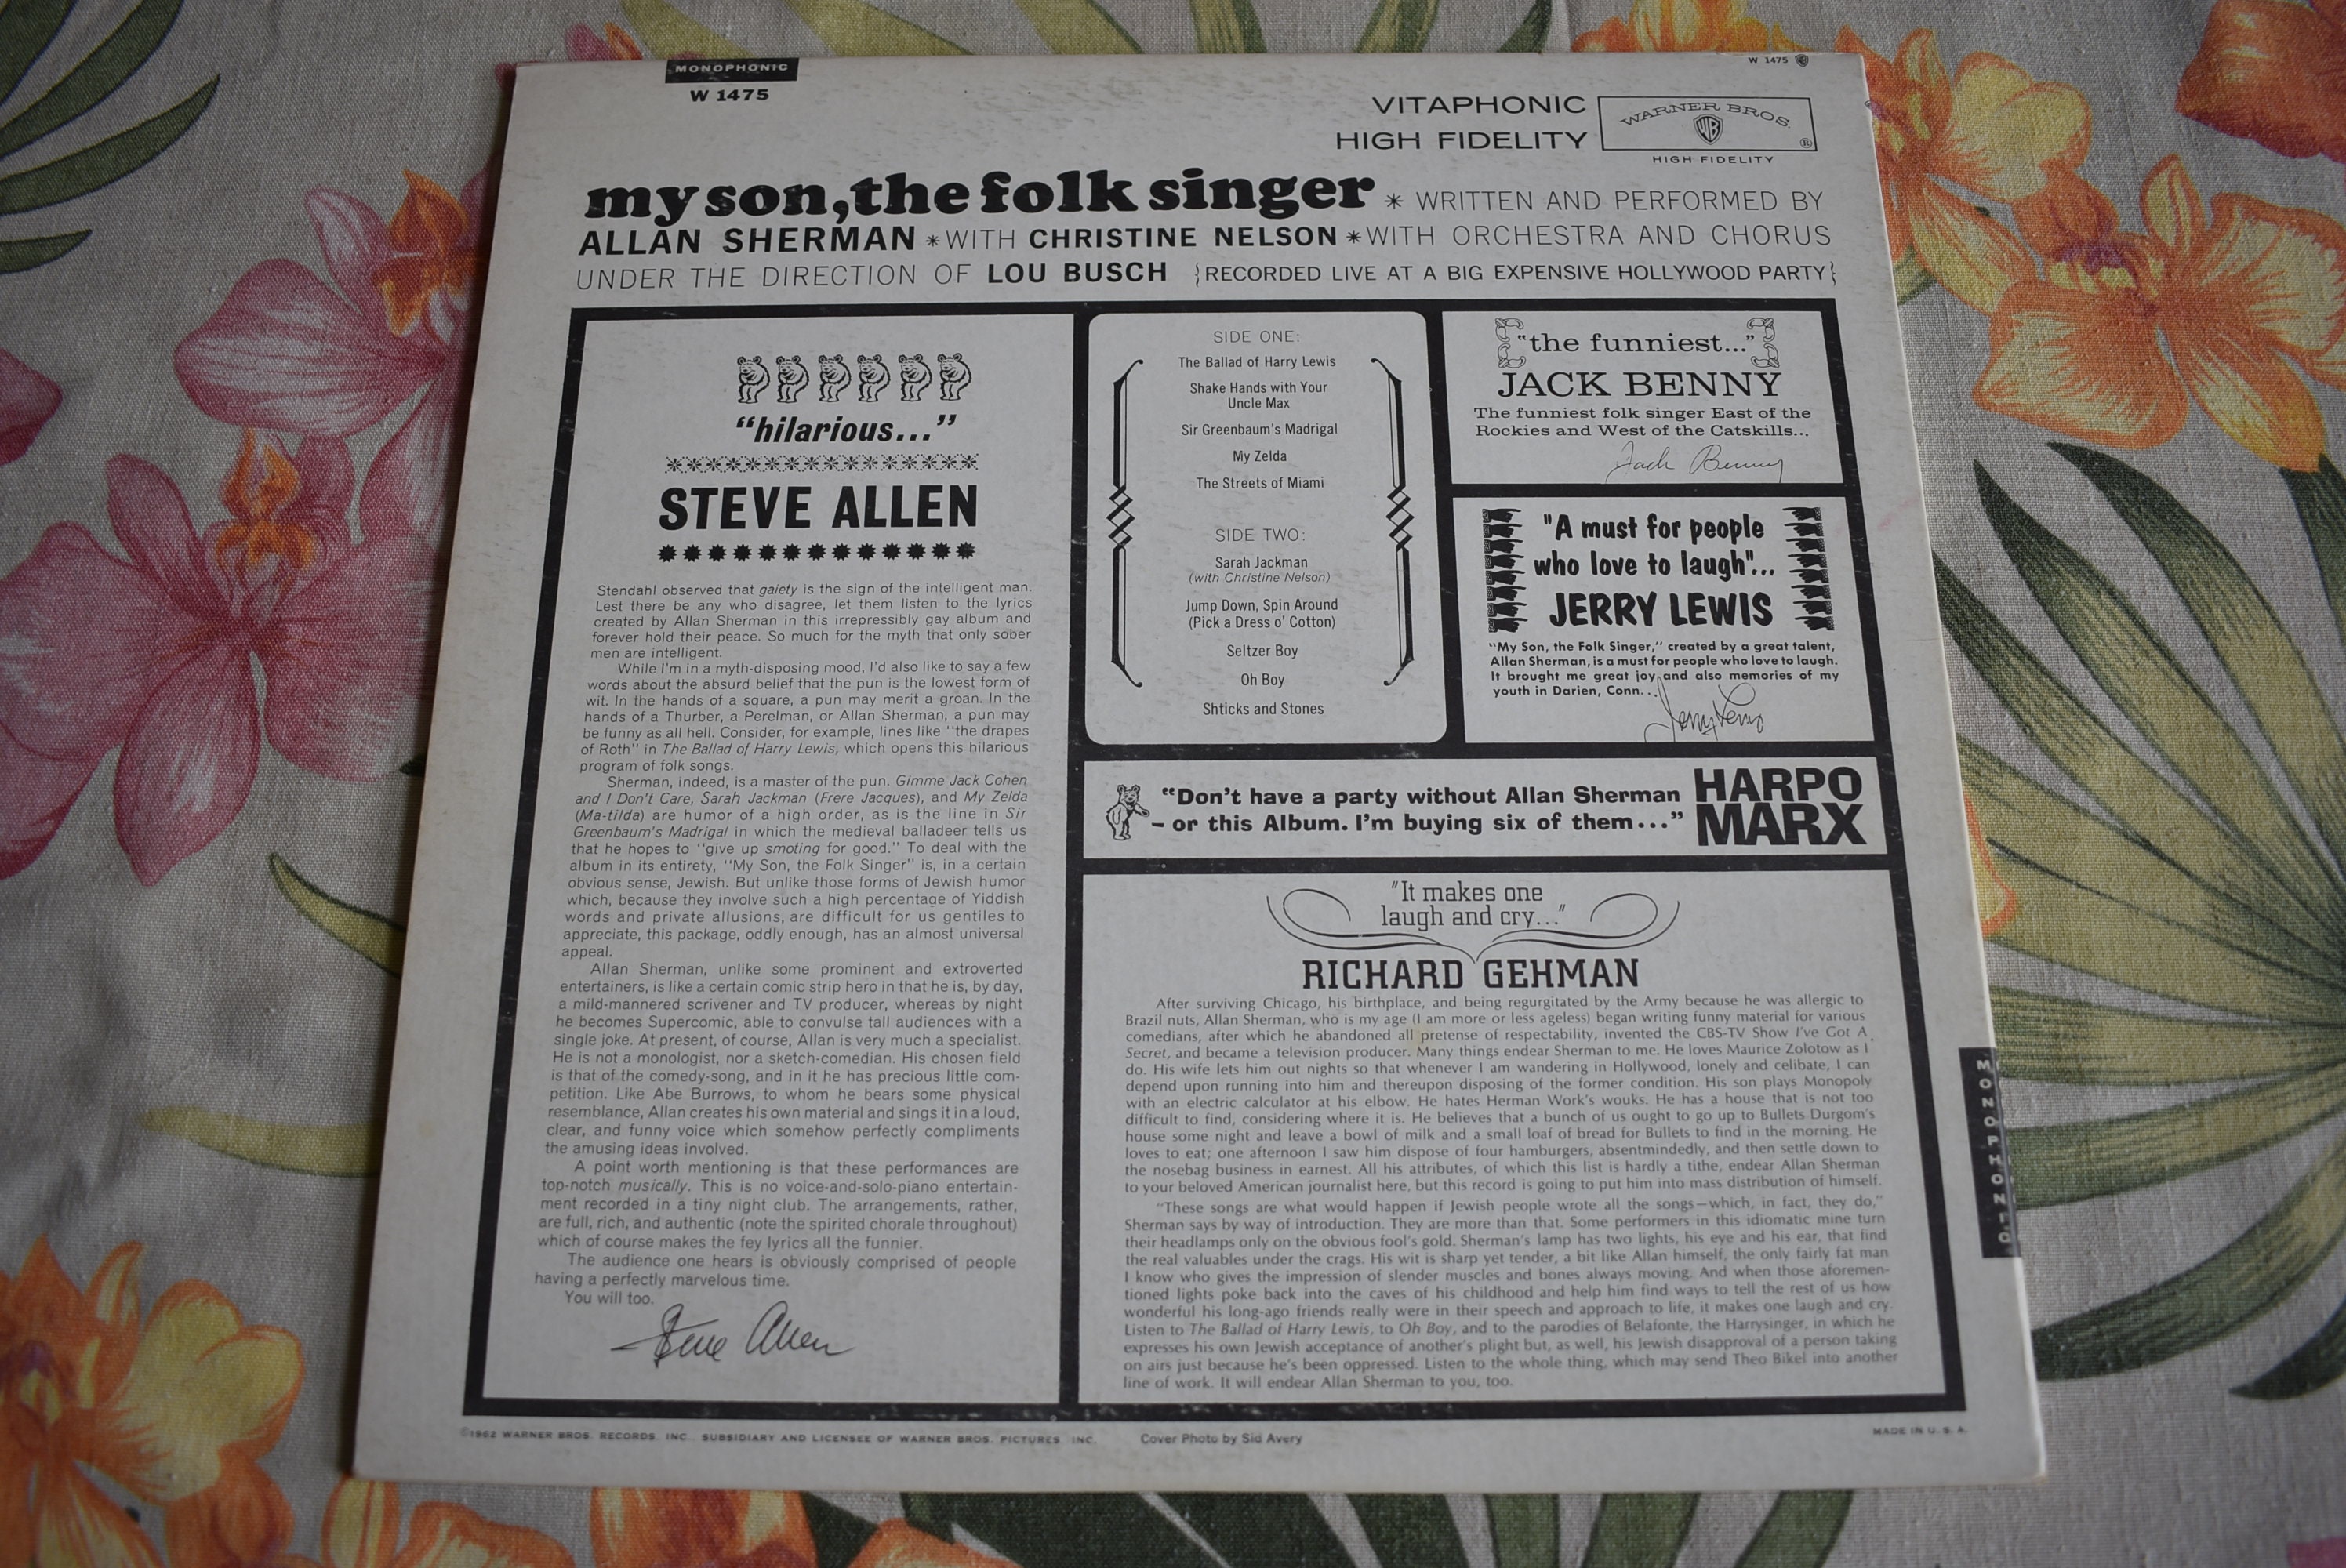 MONOPHONIC
W 1475
W 1475
VITAPHONIC
HIGH FIDELITY
WARNER BROS.
WB
®
HIGH FIDELITY
my son, the folk singer * WRITTEN AND PERFORMED BY
ALLAN SHERMAN * WITH CHRISTINE NELSON * WITH ORCHESTRA AND CHORUS
UNDER THE DIRECTION OF LOU BUSCH {RECORDED LIVE AT A BIG EXPENSIVE HOLLYWOOD PARTY}
"hilarious..."
STEVE ALLEN
Stendahl observed that gaiety is the sign of the intelligent man.
Lest there be any who disagree, let them listen to the lyrics
created by Allan Sherman in this irrepressibly gay album and
forever hold their peace. So much for the myth that only sober
men are intelligent.
While I'm in a myth-disposing mood, I'd also like to say a few
words about the absurd belief that the pun is the lowest form of
wit. In the hands of a square, a pun may merit a groan. In the
hands of a Thurber, a Perelman, or Allan Sherman, a pun may
be funny as all hell. Consider, for example, lines like "the drapes
of Roth" in The Ballad of Harry Lewis, which opens this hilarious
program of folk songs.
Sherman, indeed, is a master of the pun. Gimme Jack Cohen
and I Don't Care, Sarah Jackman (Frere Jacques), and My Zelda
(Ma-tilda) are humor of a high order, as is the line in Sir
Greenbaum's Madrigal in which the medieval balladeer tells us
that he hopes to "give up smoting for good." To deal with the
album in its entirety, "My Son, the Folk Singer" is, in a certain
obvious sense, Jewish. But unlike those forms of Jewish humor
which, because they involve such a high percentage of Yiddish
words and private allusions, are difficult for us gentiles to
appreciate, this package, oddly enough, has an almost universal
appeal.
Allan Sherman, unlike some prominent and extroverted
entertainers, is like a certain comic strip hero in that he is, by day,
a mild-mannered scrivener and TV producer, whereas by night
he becomes Supercomic, able to convulse tall audiences with a
single joke. At present, of course, Allan is very much a specialist.
He is not a monologist, nor a sketch-comedian. His chosen field
is that of the comedy-song, and in it he has precious little com-
petition. Like Abe Burrows, to whom he bears some physical
resemblance, Allan creates his own material and sings it in a loud,
clear, and funny voice which somehow perfectly compliments
the amusing ideas involved.
A point worth mentioning is that these performances are
top-notch musically. This is no voice-and-solo-piano entertain-
ment recorded in a tiny night club. The arrangements, rather,
are full, rich, and authentic (note the spirited chorale throughout)
which of course makes the fey lyrics all the funnier.
The audience one hears is obviously comprised of people
having a perfectly marvelous time.
You will too.
Steve Allen
SIDE ONE:
The Ballad of Harry Lewis
Shake Hands with Your
Uncle Max
Sir Greenbaum's Madrigal
My Zelda
The Streets of Miami
SIDE TWO:
Sarah Jackman
(with Christine Nelson)
Jump Down, Spin Around
(Pick a Dress o' Cotton)
Seltzer Boy
Oh Boy
Shticks and Stones
"the funniest..."
JACK BENNY
The funniest folk singer East of the
Rockies and West of the Catskills...
Jack Benny
"A must for people
who love to laugh"...
JERRY LEWIS
"My Son, the Folk Singer," created by a great talent,
Allan Sherman, is a must for people who love to laugh.
It brought me great joy and also memories of my
youth in Darien, Conn...
Jerry Lewis
"Don't have a party without Allan Sherman
– or this Album. I'm buying six of them..."
HARPO
MARX
"It makes one
laugh and cry..."
RICHARD GEHMAN
After surviving Chicago, his birthplace, and being regurgitated by the Army because he was allergic to
Brazil nuts, Allan Sherman, who is my age (I am more or less ageless) began writing funny material for various
comedians, after which he abandoned all pretense of respectability, invented the CBS-TV Show I've Got A
Secret, and became a television producer. Many things endear Sherman to me. He loves Maurice Zolotow as I
do. His wife lets him out nights so that whenever I am wandering in Hollywood, lonely and celibate, I can
depend upon running into him and thereupon disposing of the former condition. His son plays Monopoly
with an electric calculator at his elbow. He hates Herman Work's wouks. He has a house that is not too
difficult to find, considering where it is. He believes that a bunch of us ought to go up to Bullets Durgom's
house some night and leave a bowl of milk and a small loaf of bread for Bullets to find in the morning. He
loves to eat; one afternoon I saw him dispose of four hamburgers, absentmindedly, and then settle down to
the nosebag business in earnest. All his attributes, of which this list is hardly a tithe, endear Allan Sherman
to your beloved American journalist here, but this record is going to put him into mass distribution of himself.
"These songs are what would happen if Jewish people wrote all the songs—which, in fact, they do,"
Sherman says by way of introduction. They are more than that. Some performers in this idiomatic mine turn
their headlamps only on the obvious fool's gold. Sherman's lamp has two lights, his eye and his ear, that find
the real valuables under the crags. His wit is sharp yet tender, a bit like Allan himself, the only fairly fat man
I know who gives the impression of slender muscles and bones always moving. And when those aforemen-
tioned lights poke back into the caves of his childhood and help him find ways to tell the rest of us how
wonderful his long-ago friends really were in their speech and approach to life, it makes one laugh and cry.
Listen to The Ballad of Harry Lewis, to Oh Boy, and to the parodies of Belafonte, the Harrysinger, in which he
expresses his own Jewish acceptance of another's plight but, as well, his Jewish disapproval of a person taking
on airs just because he's been oppressed. Listen to the whole thing, which may send Theo Bikel into another
line of work. It will endear Allan Sherman to you, too.
MONOPHONIC
©1962 WARNER BROS. RECORDS, INC. SUBSIDIARY AND LICENSEE OF WARNER BROS. PICTURES, INC.
Cover Photo by Sid Avery
MADE IN U.S.A.